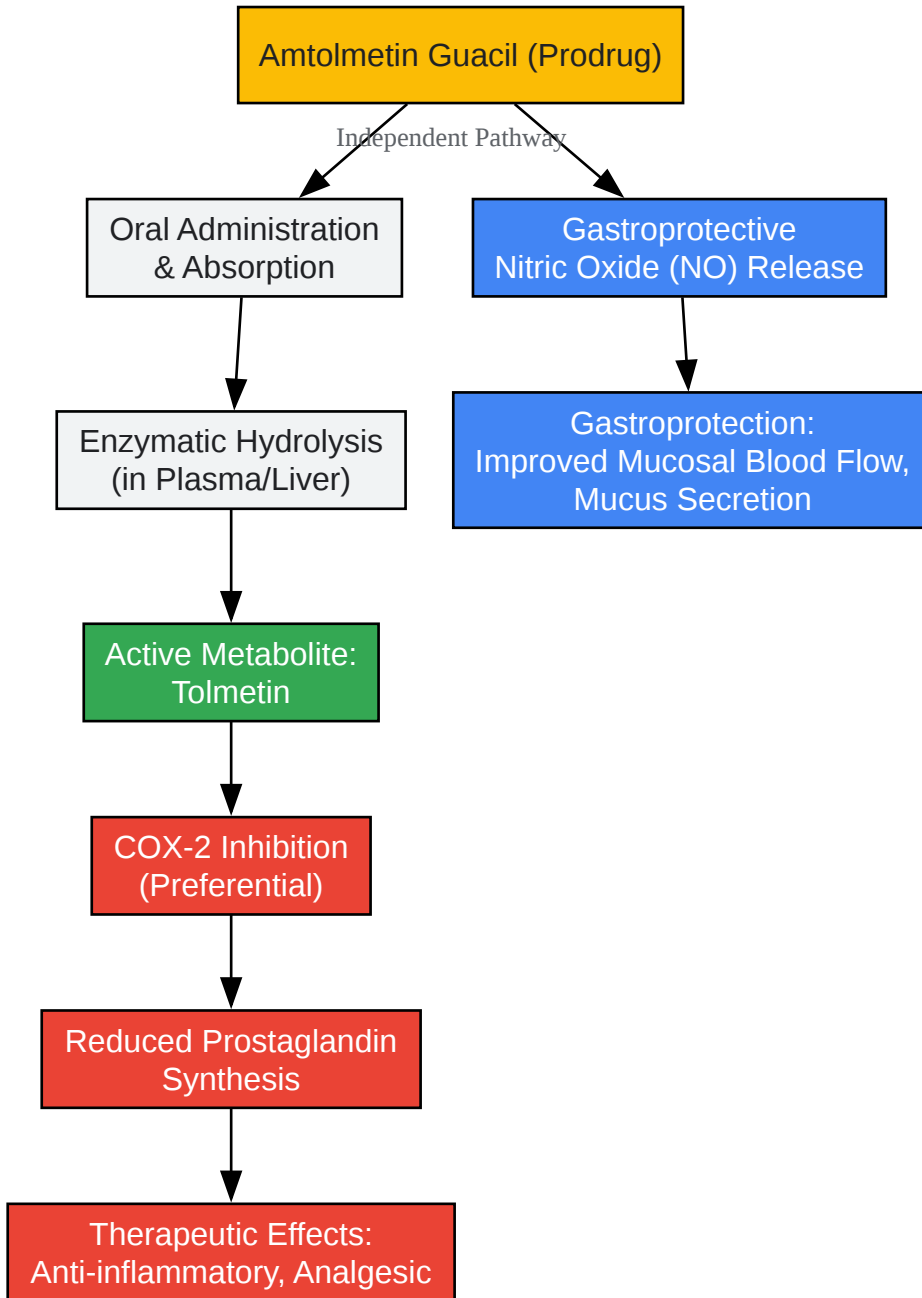 Amtolmetin Guacil (Prodrug)
Independent Pathway
Oral Administration
& Absorption
Gastroprotective
Nitric Oxide (NO) Release
Enzymatic Hydrolysis
(in Plasma/Liver)
Gastroprotection:
Improved Mucosal Blood Flow,
Mucus Secretion
Active Metabolite:
Tolmetin
COX-2 Inhibition
(Preferential)
Reduced Prostaglandin
Synthesis
Therapeutic Effects:
Anti-inflammatory, Analgesic